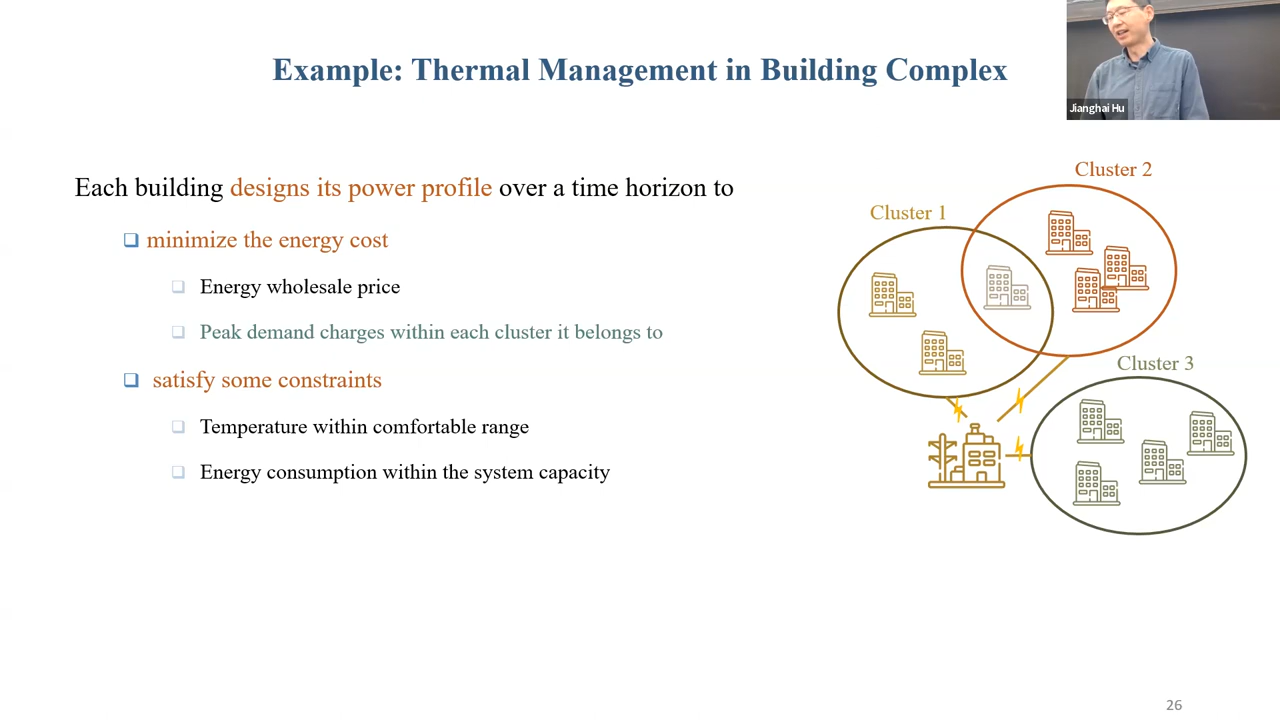 Example: Thermal Management in Building Complex
Jianghai Hu
Each building designs its power profile over a time horizon to
minimize the energy cost
Energy wholesale price
Peak demand charges within each cluster it belongs to
satisfy some constraints
Temperature within comfortable range
Energy consumption within the system capacity
Cluster 2
Cluster 1
Cluster 3
26